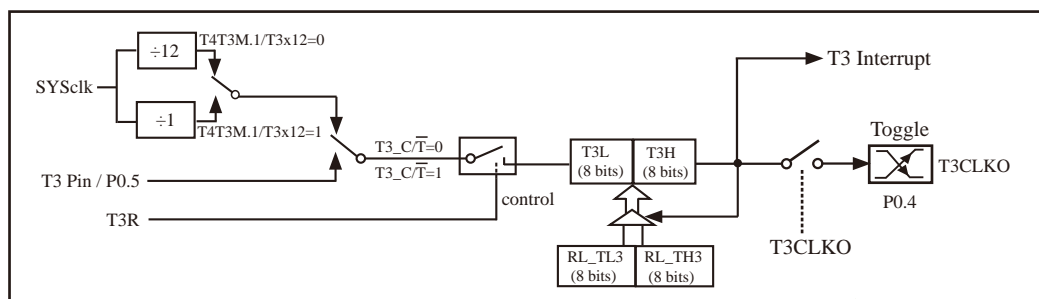 ÷12
T4T3M.1/T3x12=0
SYSclk
÷1
T4T3M.1/T3x12=1
T3 Pin / P0.5
T3R
T3_C/T̅=0
T3_C/T̅=1
control
T3L
(8 bits)
T3H
(8 bits)
RL_TL3
(8 bits)
RL_TH3
(8 bits)
T3 Interrupt
Toggle
T3CLKO
P0.4
T3CLKO